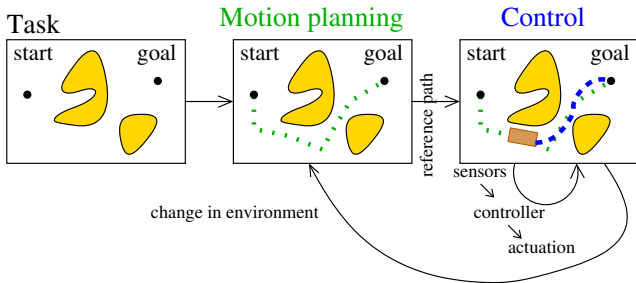 Task
Motion planning
Control
start
goal
start
goal
start
goal
reference path
sensors
controller
actuation
change in environment